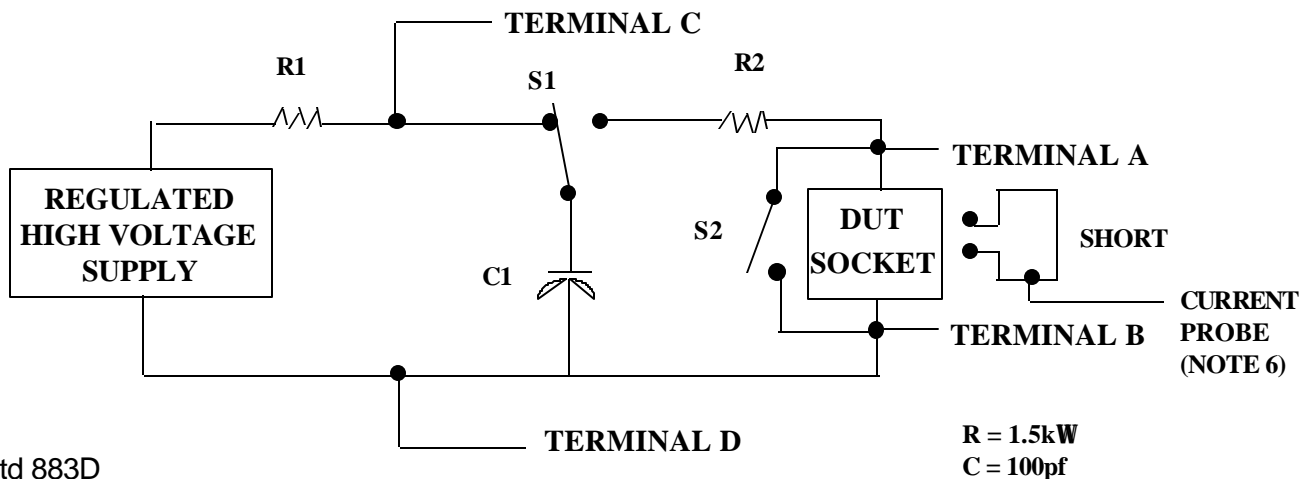 TERMINAL C
R1
S1
R2
TERMINAL A
REGULATED
HIGH VOLTAGE
SUPPLY
DUT
SOCKET
S2
SHORT
C1
CURRENT
PROBE
(NOTE 6)
TERMINAL B
TERMINAL D
R = 1.5kW
C = 100pf
td 883D